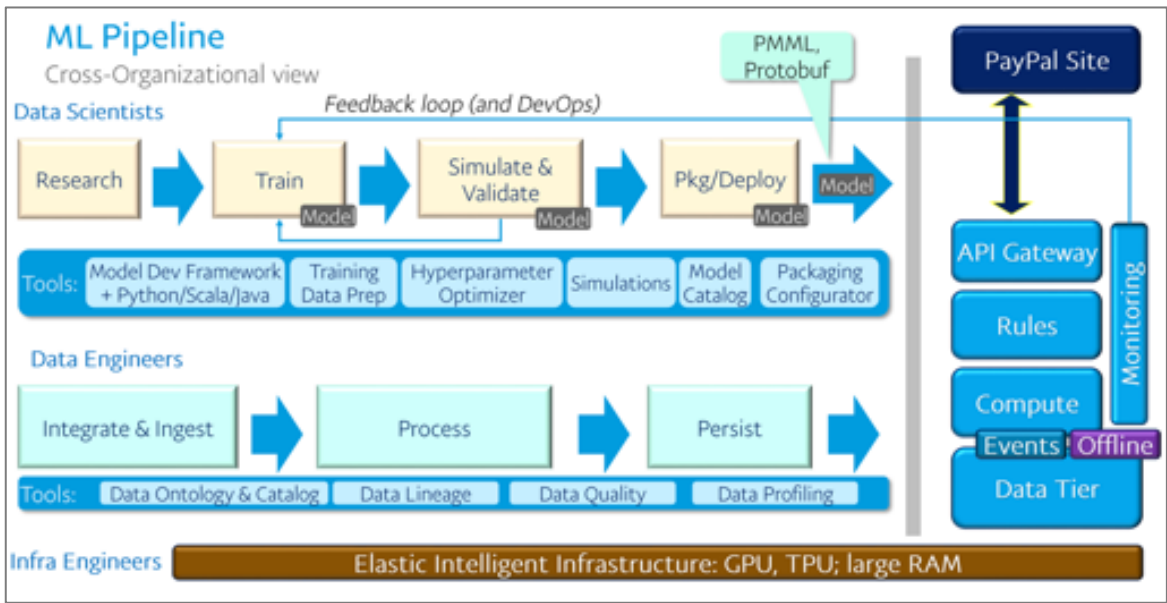 ML Pipeline
Cross-Organizational view
PMML,
Protobuf
PayPal Site
Data Scientists
Feedback loop (and DevOps)
Research
Train
Model
Simulate &
Validate
Model
Pkg/Deploy
Model
Model
Tools:
Model Dev Framework
+ Python/Scala/Java
Training
Data Prep
Hyperparameter
Optimizer
Simulations
Model
Catalog
Packaging
Configurator
API Gateway
Rules
Compute
Events
Offline
Data Tier
Monitoring
Data Engineers
Integrate & Ingest
Process
Persist
Tools:
Data Ontology & Catalog
Data Lineage
Data Quality
Data Profiling
Infra Engineers
Elastic Intelligent Infrastructure: GPU, TPU; large RAM